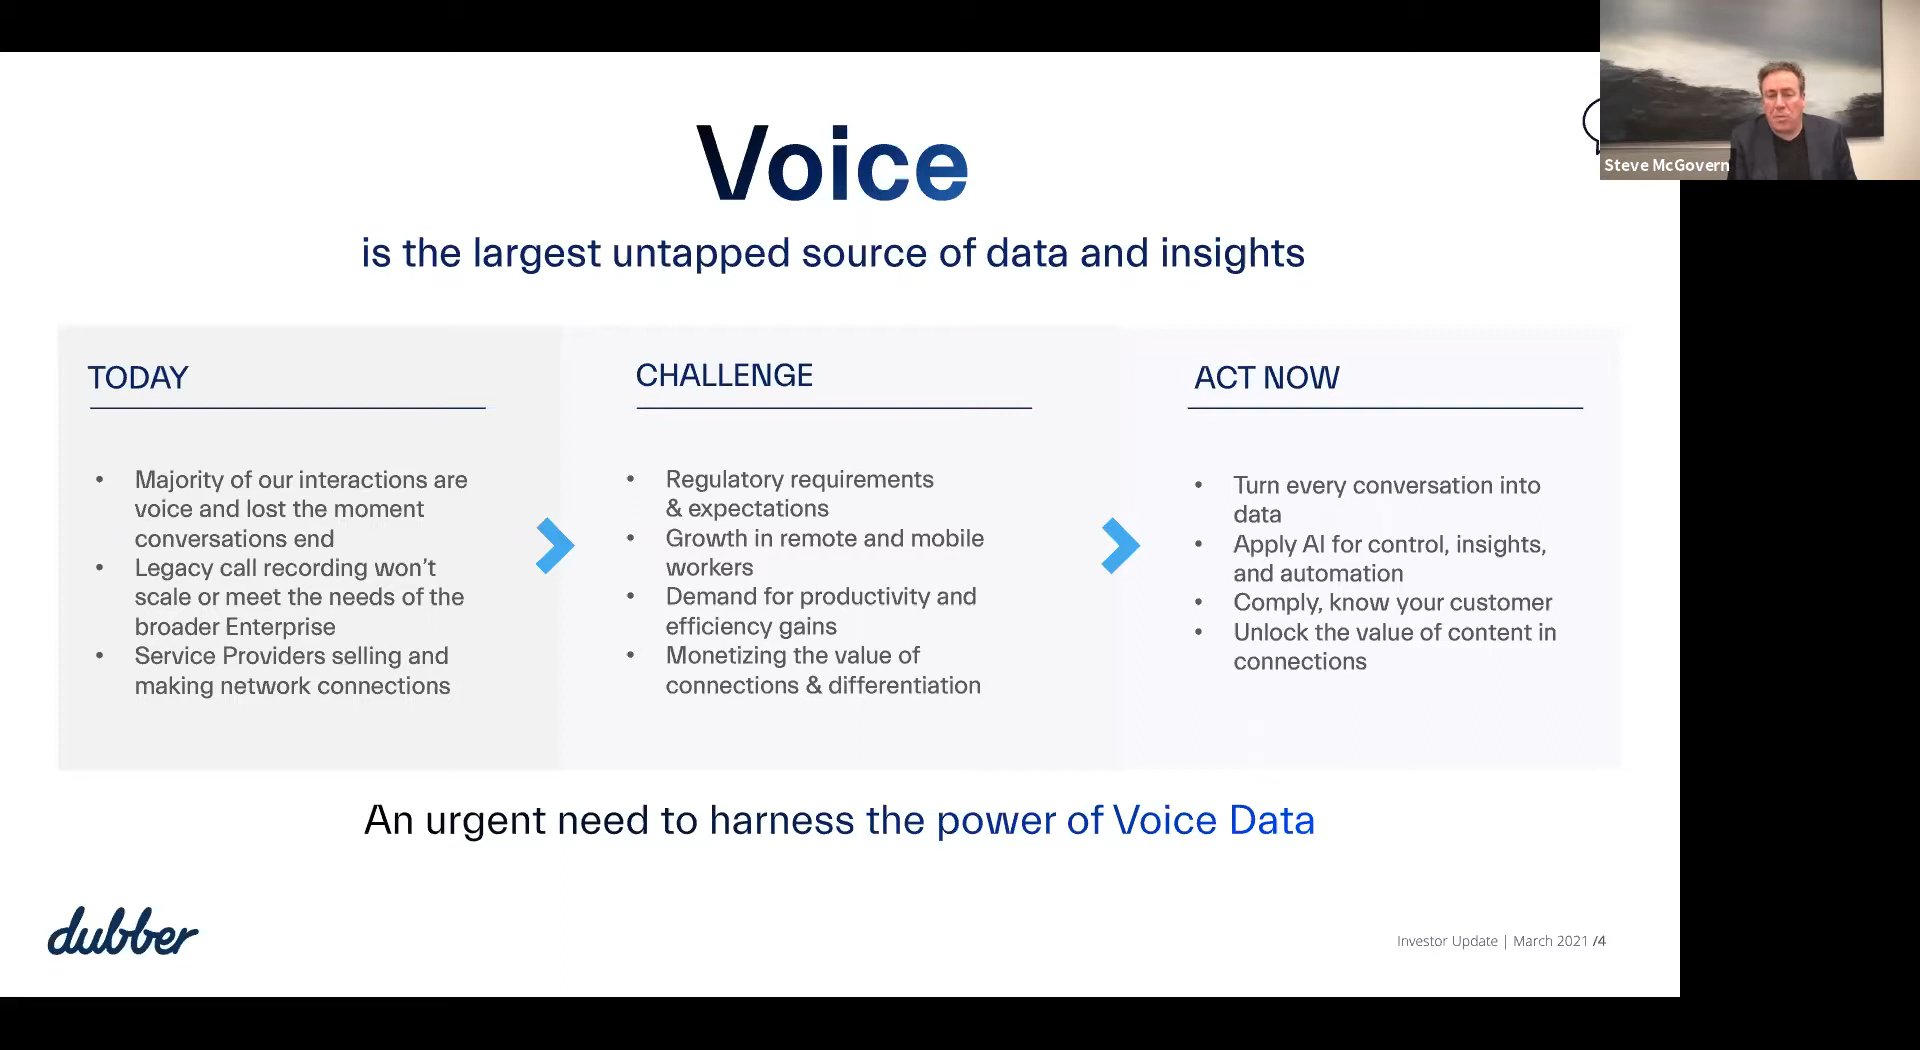 Voice
is the largest untapped source of data and insights
Steve McGovern
TODAY
• Majority of our interactions are
voice and lost the moment
conversations end
• Legacy call recording won't
scale or meet the needs of the
broader Enterprise
• Service Providers selling and
making network connections
CHALLENGE
• Regulatory requirements
& expectations
• Growth in remote and mobile
workers
• Demand for productivity and
efficiency gains
• Monetizing the value of
connections & differentiation
ACT NOW
• Turn every conversation into
data
• Apply AI for control, insights,
and automation
• Comply, know your customer
• Unlock the value of content in
connections
An urgent need to harness the power of Voice Data
dubber
Investor Update | March 2021 /4